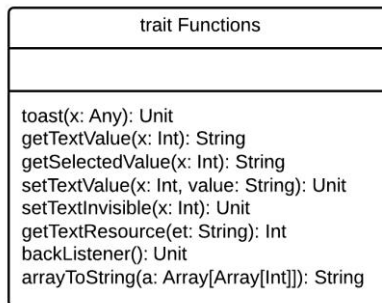 trait Functions
toast(x: Any): Unit
getTextValue(x: Int): String
getSelectedValue(x: Int): String
setTextValue(x: Int, value: String): Unit
setTextInvisible(x: Int): Unit
getTextResource(et: String): Int
backListener(): Unit
arrayToString(a: Array[Array[Int]]): String